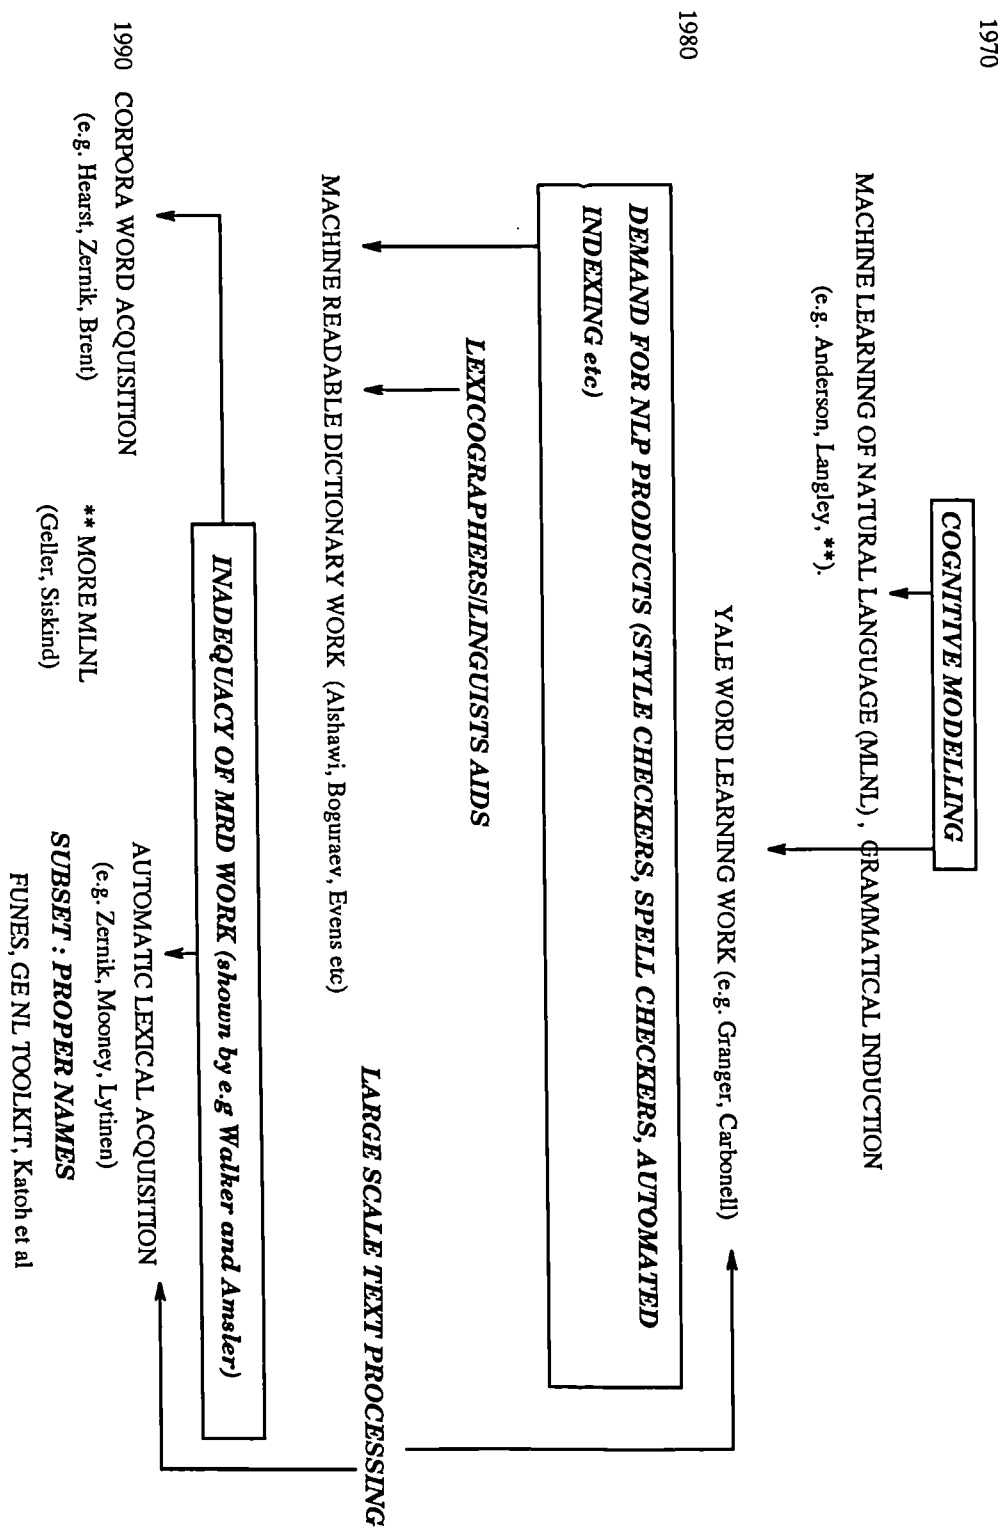 1970
COGNITIVE MODELLING
MACHINE LEARNING OF NATURAL LANGUAGE (MLNL) , GRAMMATICAL INDUCTION
(e.g. Anderson, Langley, **).
YALE WORD LEARNING WORK (e.g. Granger, Carbonell)
1980
DEMAND FOR NLP PRODUCTS (STYLE CHECKERS, SPELL CHECKERS, AUTOMATED
INDEXING etc)
LEXICOGRAPHERS/LINGUISTS AIDS
LARGE SCALE TEXT PROCESSING
MACHINE READABLE DICTIONARY WORK (Alshawi, Boguraev, Evens etc)
INADEQUACY OF MRD WORK (shown by e.g Walker and Amsler)
1990
CORPORA WORD ACQUISITION
(e.g. Hearst, Zernik, Brent)
** MORE MLNL
(Geller, Siskind)
AUTOMATIC LEXICAL ACQUISITION
(e.g. Zernik, Mooney, Lytinen)
SUBSET : PROPER NAMES
FUNES, GE NL TOOLKIT, Katoh et al